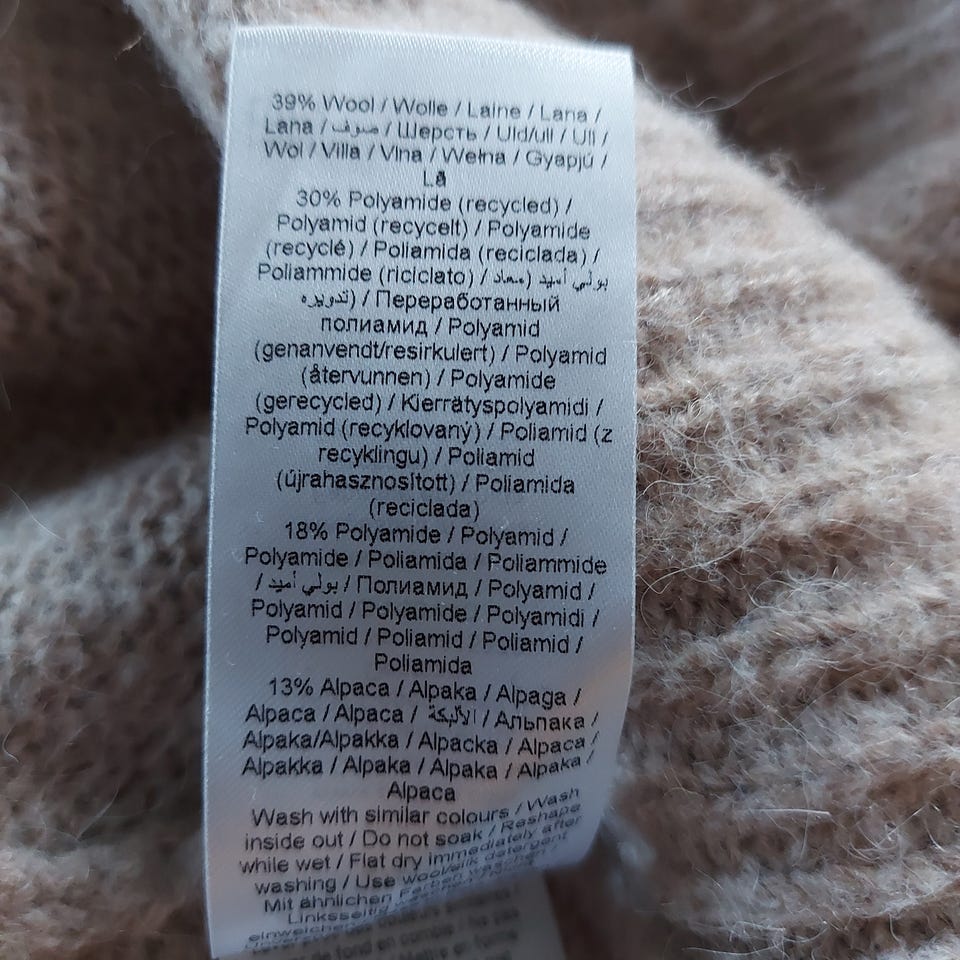 39% Wool / Wolle / Laine / Lana /
Lana / صوف / Шерсть / Uld/ull / Ull /
Wol / Villa / Vlna / Wełna / Gyapjú /
Lã
30% Polyamide (recycled) /
Polyamid (recycelt) / Polyamide
(recyclé) / Poliamida (reciclada) /
Poliammide (riciclato) / بولي أميد (معاد
تدويره) / Переработанный
полиамид / Polyamid
(genanvendt/resirkulert) / Polyamid
(återvunnen) / Polyamide
(gerecycled) / Kierrätyspolyamidi /
Polyamid (recyklovaný) / Poliamid (z
recyklingu) / Poliamid
(újrahasznosított) / Poliamida
(reciclada)
18% Polyamide / Polyamid /
Polyamide / Poliamida / Poliammide
/ بولي أميد / Полиамид / Polyamid /
Polyamid / Polyamide / Polyamidi /
Polyamid / Poliamid / Poliamid /
Poliamida
13% Alpaca / Alpaka / Alpaga /
Alpaca / Alpaca / الألبكة / Альпака /
Alpaka/Alpakka / Alpacka / Alpaca /
Alpakka / Alpaka / Alpaka / Alpaka /
Alpaca
Wash with similar colours / Wash
inside out / Do not soak / Reshape
while wet / Flat dry immediately after
washing / Use wool/silk detergent
Mit ähnlichen Farben waschen /
Linksseitig waschen /
einweichen